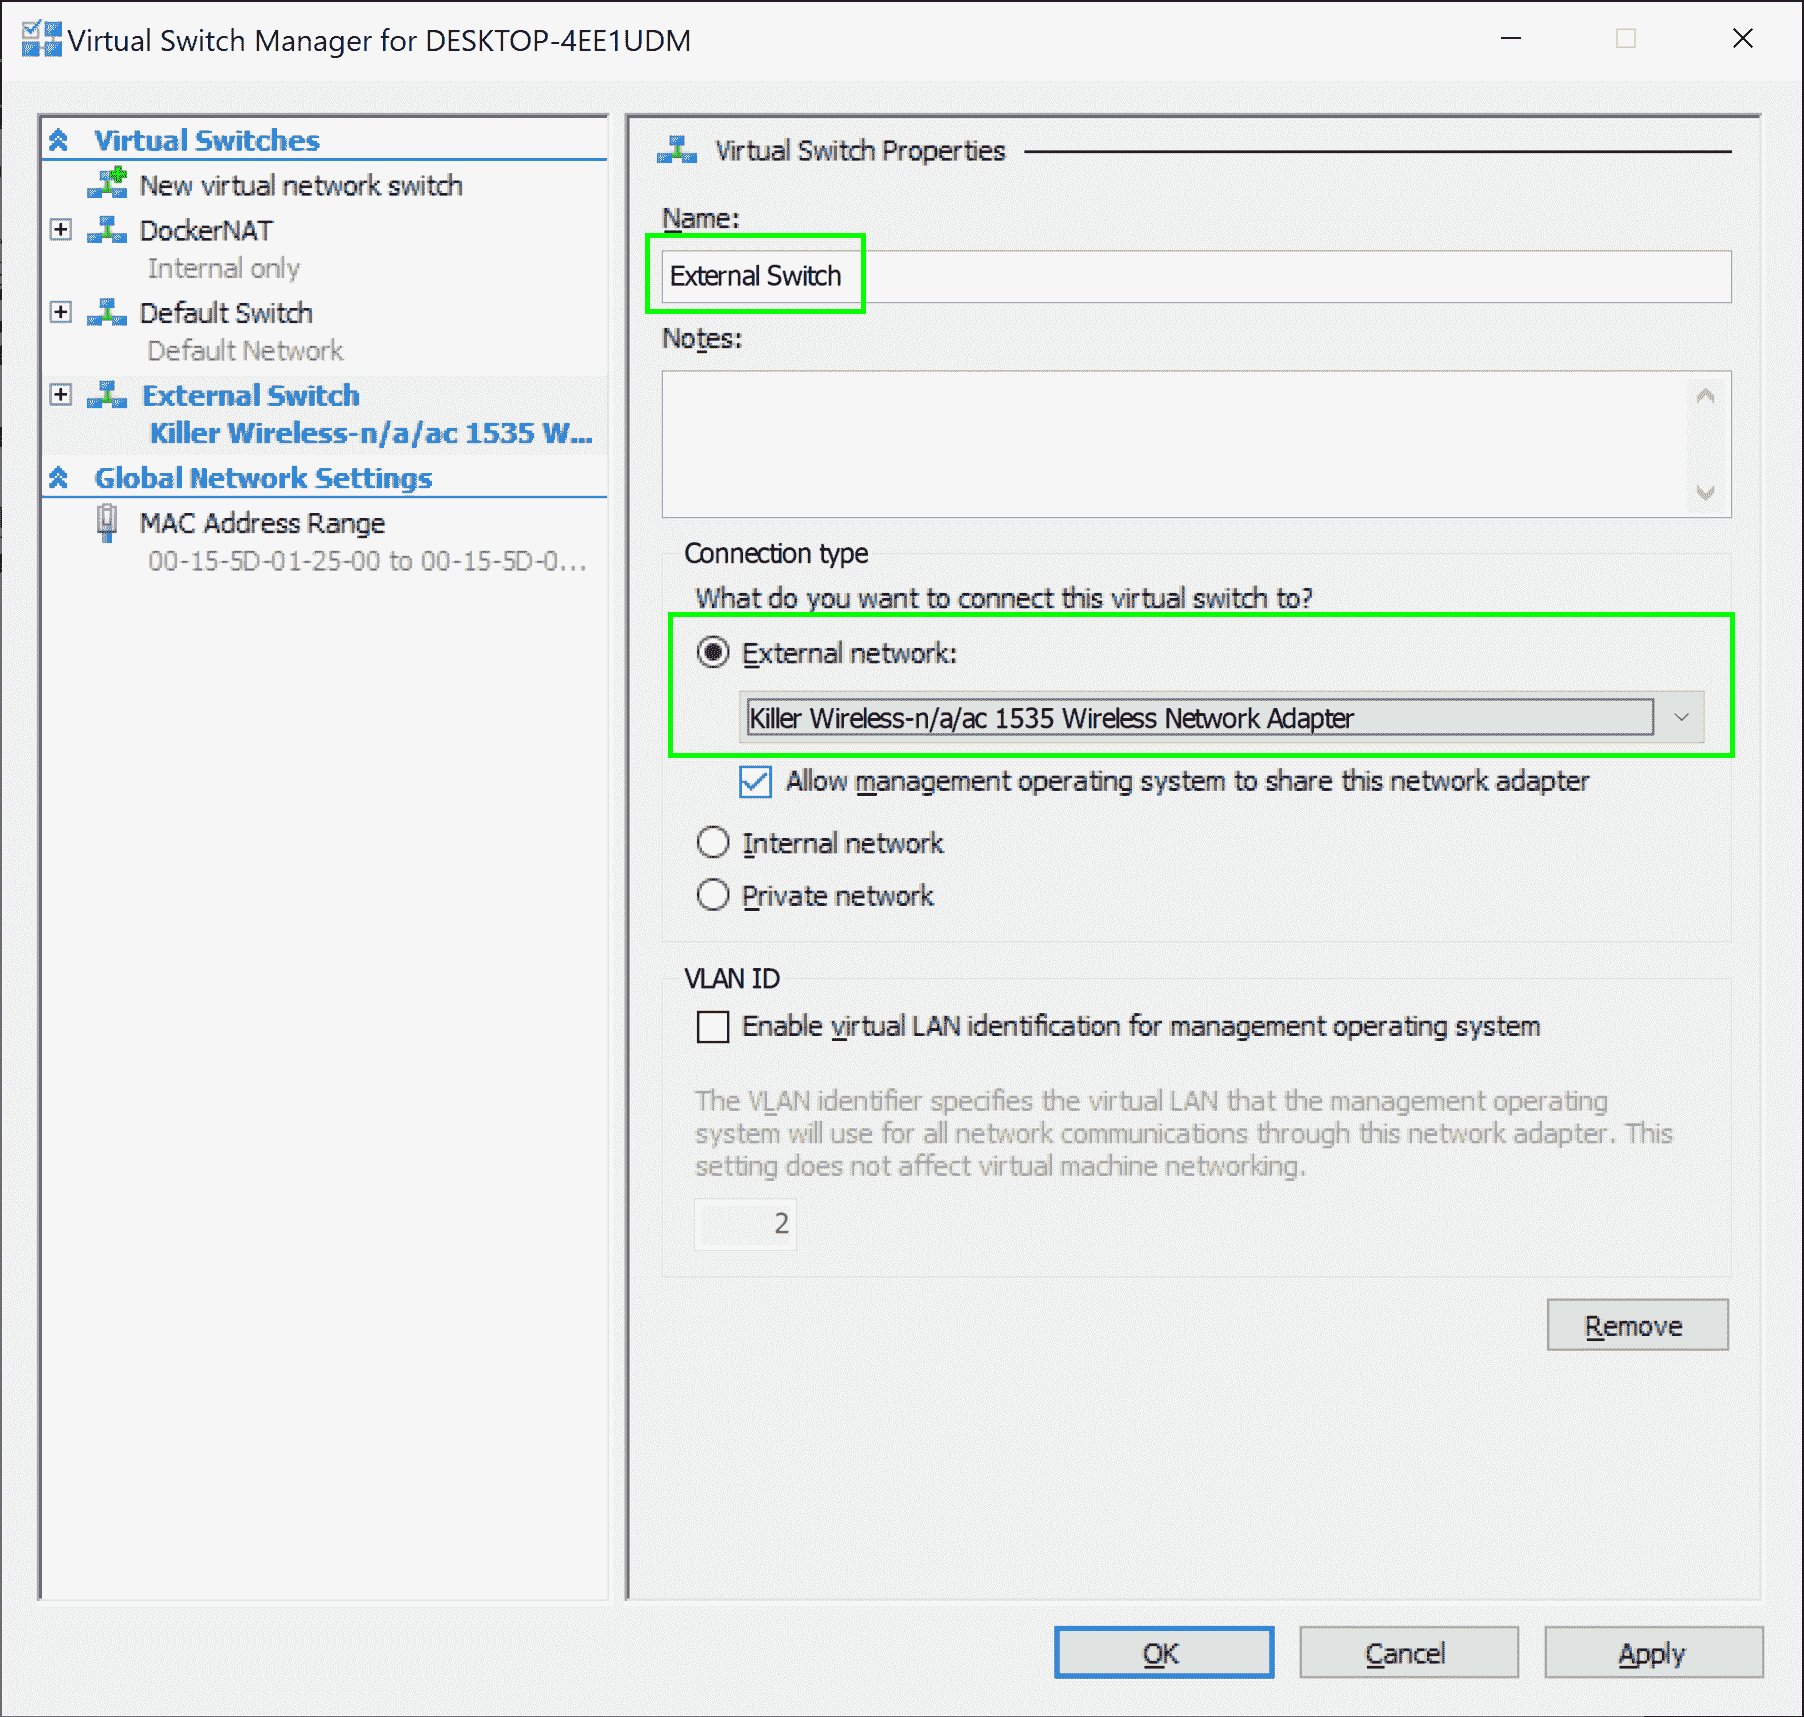 Virtual Switch Manager for DESKTOP-4EE1UDM
Virtual Switches
New virtual network switch
DockerNAT
Internal only
Default Switch
Default Network
External Switch
Killer Wireless-n/a/ac 1535 W...
Global Network Settings
MAC Address Range
00-15-5D-01-25-00 to 00-15-5D-0...
Virtual Switch Properties
Name:
External Switch
Notes:
Connection type
What do you want to connect this virtual switch to?
External network:
Killer Wireless-n/a/ac 1535 Wireless Network Adapter
Allow management operating system to share this network adapter
Internal network
Private network
VLAN ID
Enable virtual LAN identification for management operating system
The VLAN identifier specifies the virtual LAN that the management operating
system will use for all network communications through this network adapter. This
setting does not affect virtual machine networking.
2
Remove
OK
Cancel
Apply